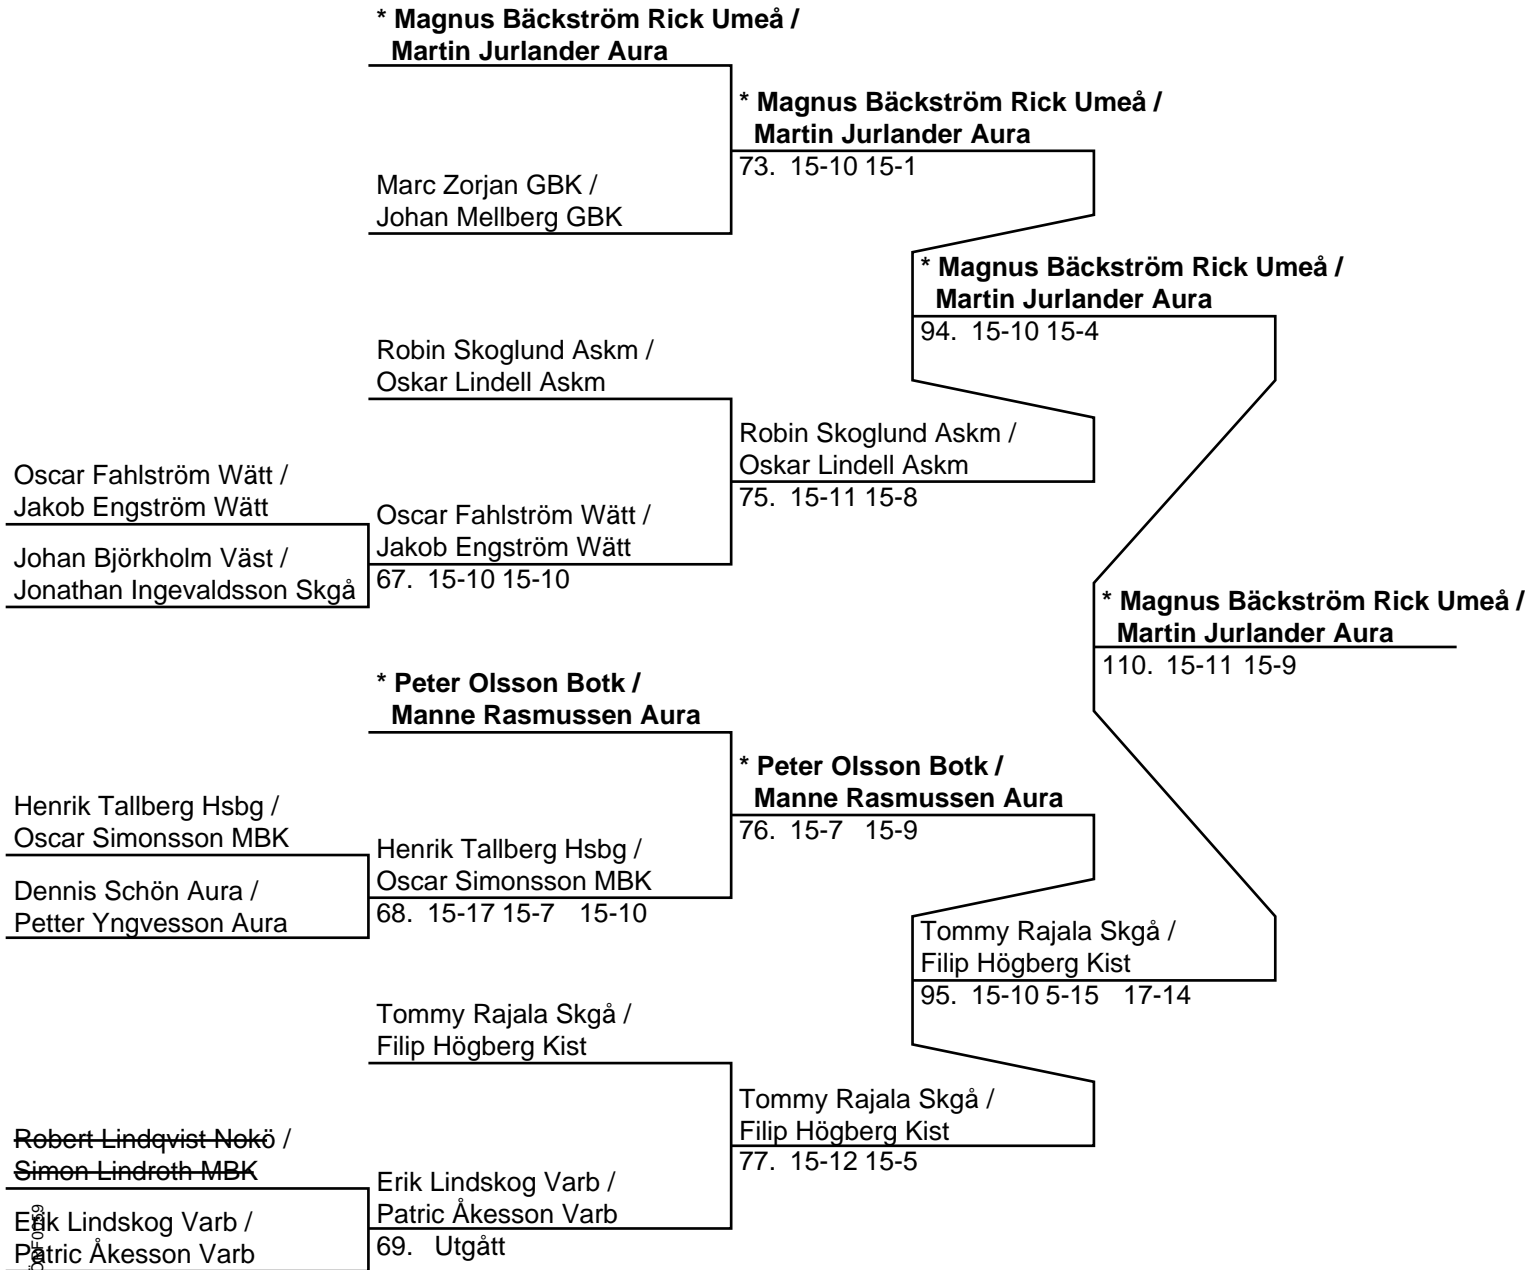 * Magnus Bäckström Rick Umeå /
Martin Jurlander Aura
* Magnus Bäckström Rick Umeå /
Martin Jurlander Aura
73. 15-10 15-1
Marc Zorjan GBK /
Johan Mellberg GBK
* Magnus Bäckström Rick Umeå /
Martin Jurlander Aura
94. 15-10 15-4
Robin Skoglund Askm /
Oskar Lindell Askm
Robin Skoglund Askm /
Oskar Lindell Askm
75. 15-11 15-8
Oscar Fahlström Wätt /
Jakob Engström Wätt
Oscar Fahlström Wätt /
Jakob Engström Wätt
67. 15-10 15-10
Johan Björkholm Väst /
Jonathan Ingevaldsson Skgå
* Magnus Bäckström Rick Umeå /
Martin Jurlander Aura
110. 15-11 15-9
* Peter Olsson Botk /
Manne Rasmussen Aura
* Peter Olsson Botk /
Manne Rasmussen Aura
76. 15-7 15-9
Henrik Tallberg Hsbg /
Oscar Simonsson MBK
Henrik Tallberg Hsbg /
Oscar Simonsson MBK
68. 15-17 15-7 15-10
Dennis Schön Aura /
Petter Yngvesson Aura
Tommy Rajala Skgå /
Filip Högberg Kist
95. 15-10 5-15 17-14
Tommy Rajala Skgå /
Filip Högberg Kist
Tommy Rajala Skgå /
Filip Högberg Kist
77. 15-12 15-5
Robert Lindqvist Nokö /
Simon Lindroth MBK
Erik Lindskog Varb /
Patric Åkesson Varb
69. Utgått
Erik Lindskog Varb /
Patric Åkesson Varb